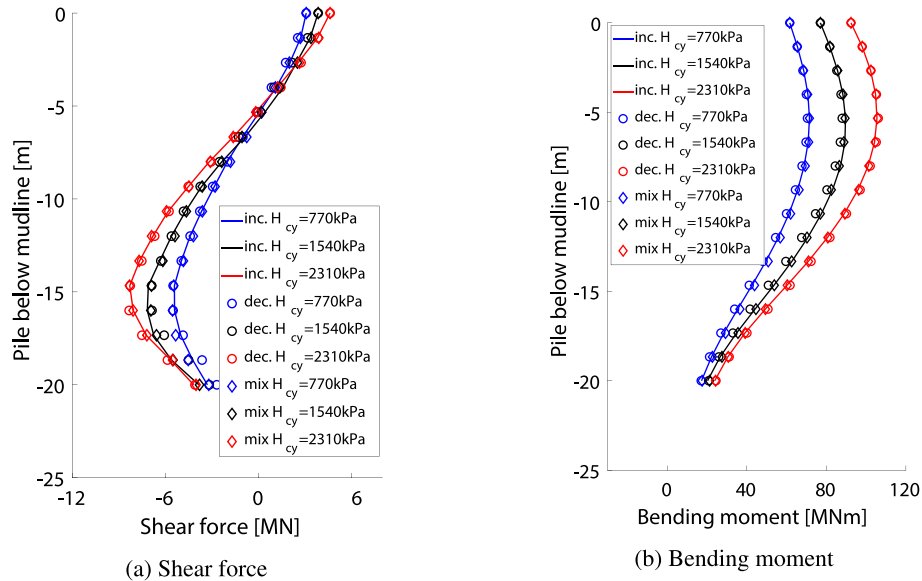 0
-5
-10
-15
-20
-25
-12
-6
0
6
Pile below mudline [m]
Shear force [MN]
inc. H cy=770kPa
inc. H cy=1540kPa
inc. H cy=2310kPa
dec. H cy=770kPa
dec. H cy=1540kPa
dec. H cy=2310kPa
mix H cy=770kPa
mix H cy=1540kPa
mix H cy=2310kPa
(a) Shear force
0
-5
-10
-15
-20
-25
0
40
80
120
Pile below mudline [m]
Bending moment [MNm]
inc. H cy=770kPa
inc. H cy=1540kPa
inc. H cy=2310kPa
dec. H cy=770kPa
dec. H cy=1540kPa
dec. H cy=2310kPa
mix H cy=770kPa
mix H cy=1540kPa
mix H cy=2310kPa
(b) Bending moment